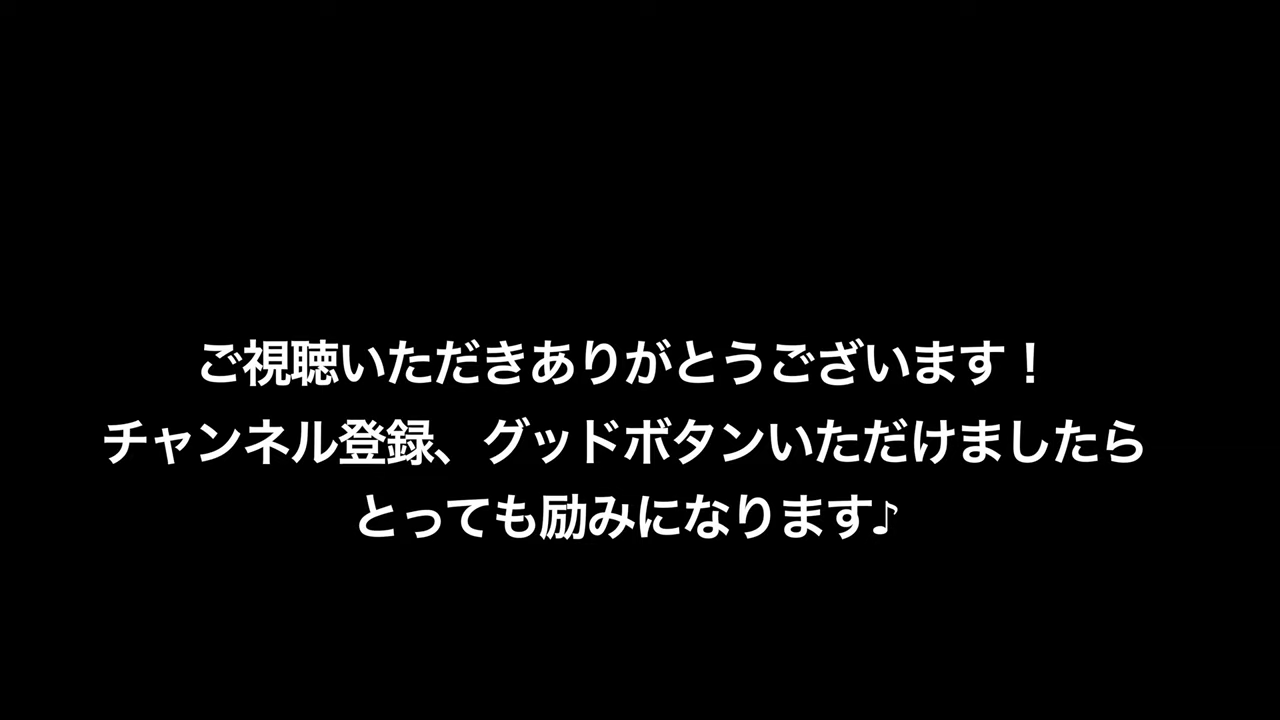 ご視聴いただきありがとうございます！
チャンネル登録、グッドボタンいただけましたら
とっても励みになります♪